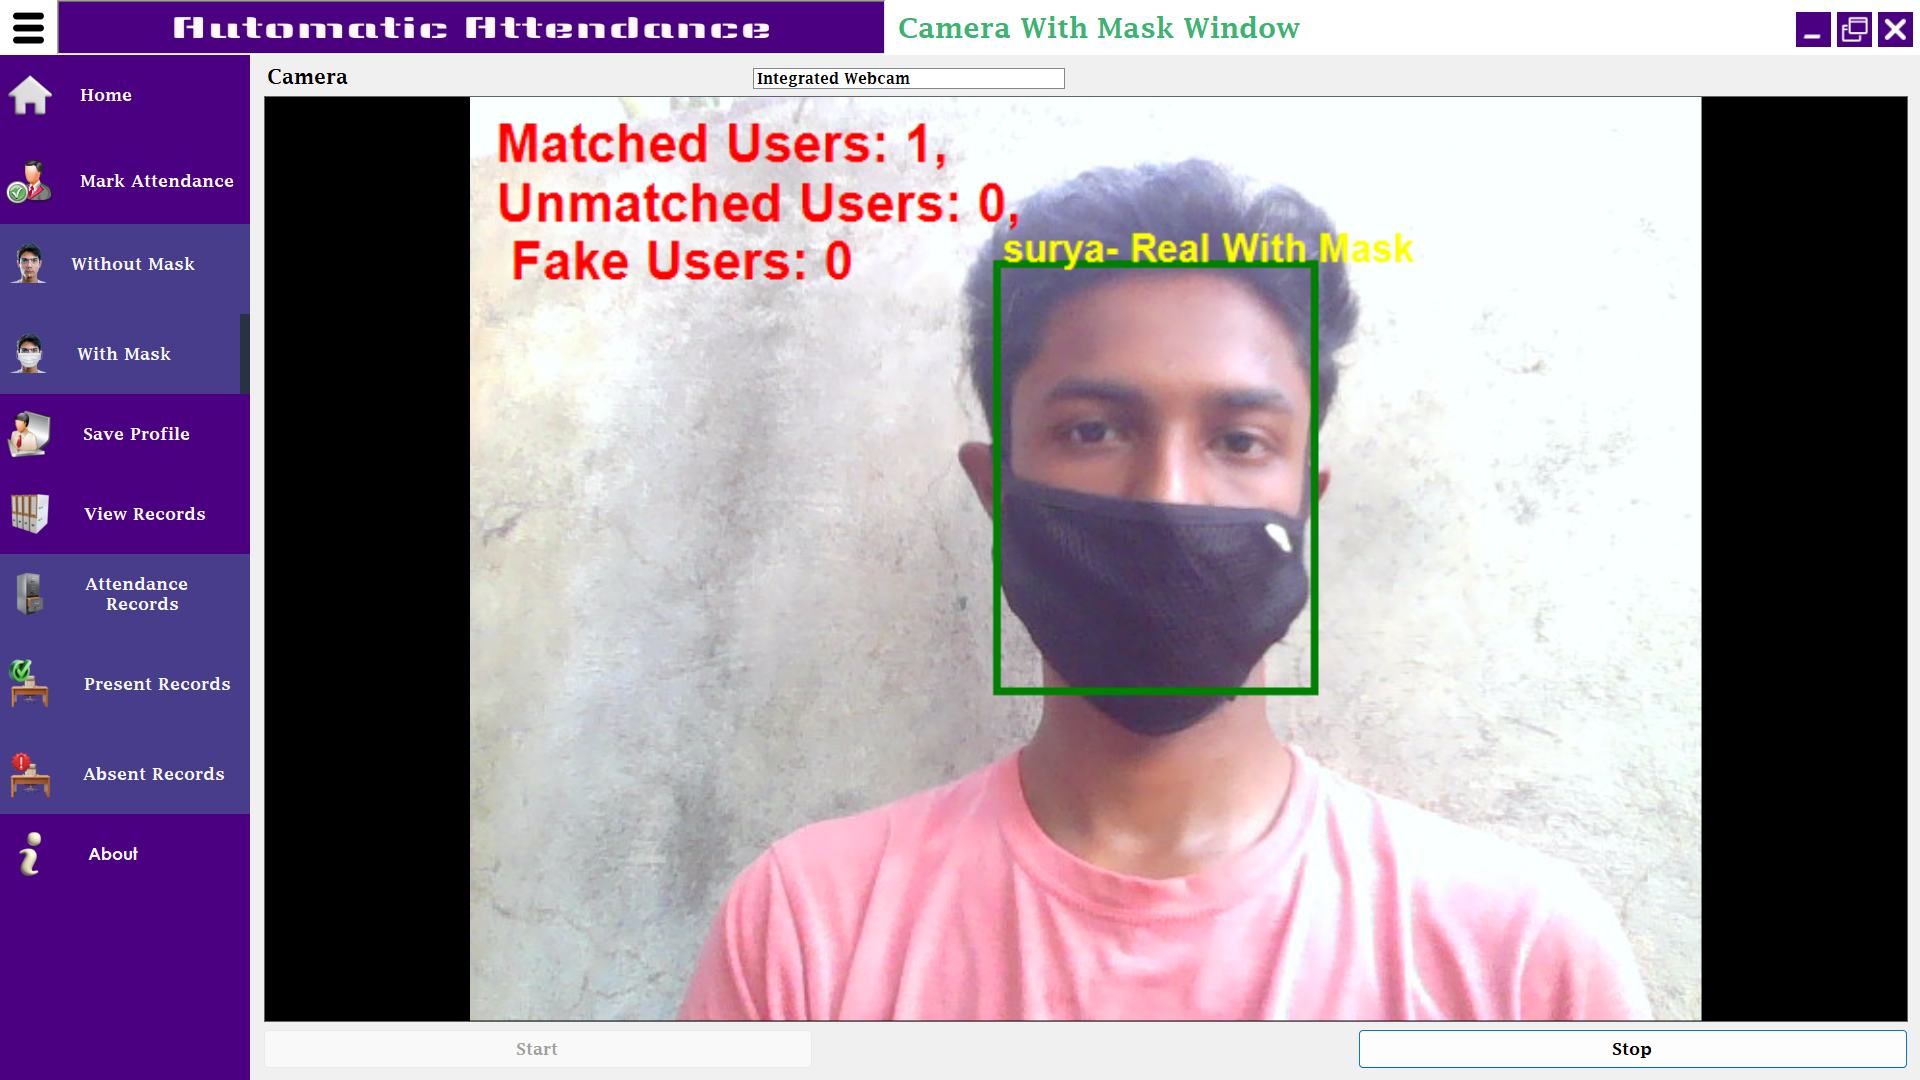 Automatic Attendance
Camera With Mask Window
Camera
Integrated Webcam
Home
Mark Attendance
Without Mask
With Mask
Save Profile
View Records
Attendance
Records
Present Records
Absent Records
About
Matched Users: 1,
Unmatched Users: 0,
Fake Users: 0
surya- Real With Mask
Start
Stop